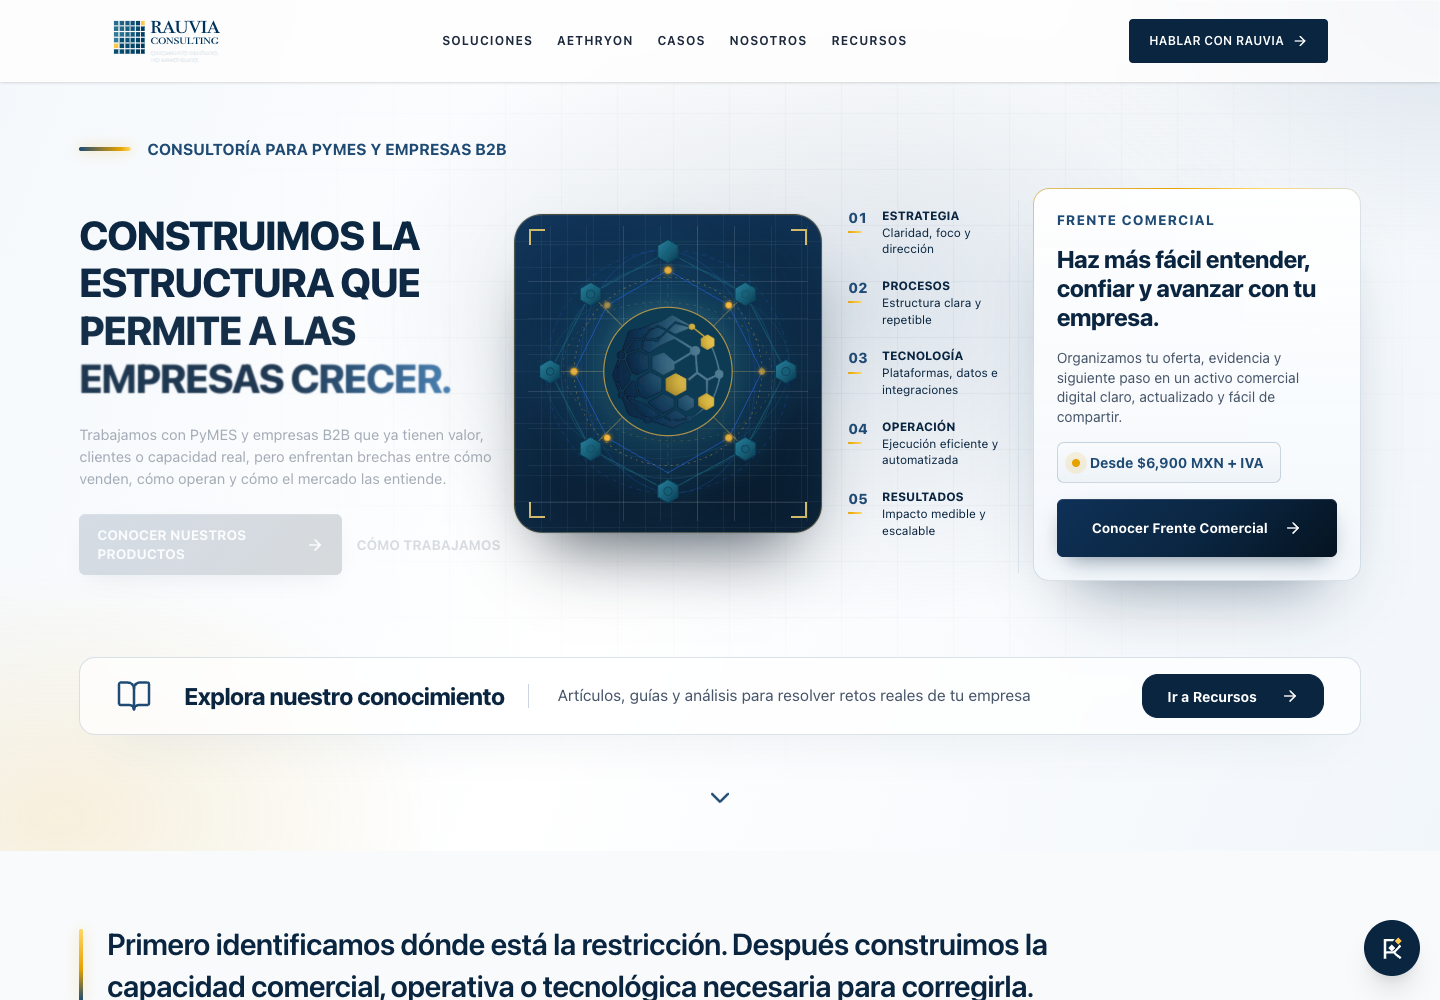 RAUVIA
CONSULTING
SOLUCIONES
AETHRYON
CASOS
NOSOTROS
RECURSOS
HABLAR CON RAUVIA
CONSULTORÍA PARA PYMES Y EMPRESAS B2B
CONSTRUIMOS LA
ESTRUCTURA QUE
PERMITE A LAS
EMPRESAS CRECER.
Trabajamos con PyMES y empresas B2B que ya tienen valor,
clientes o capacidad real, pero enfrentan brechas entre cómo
venden, cómo operan y cómo el mercado las entiende.
CONOCER NUESTROS
PRODUCTOS
CÓMO TRABAJAMOS
01 ESTRATEGIA
Claridad, foco y
dirección
02 PROCESOS
Estructura clara y
repetible
03 TECNOLOGÍA
Plataformas, datos e
integraciones
04 OPERACIÓN
Ejecución eficiente y
automatizada
05 RESULTADOS
Impacto medible y
escalable
FRENTE COMERCIAL
Haz más fácil entender,
confiar y avanzar con tu
empresa.
Organizamos tu oferta, evidencia y
siguiente paso en un activo comercial
digital claro, actualizado y fácil de
compartir.
Desde $6,900 MXN + IVA
Conocer Frente Comercial
Explora nuestro conocimiento
Artículos, guías y análisis para resolver retos reales de tu empresa
Ir a Recursos
Primero identificamos dónde está la restricción. Después construimos la
capacidad comercial, operativa o tecnológica necesaria para corregirla.